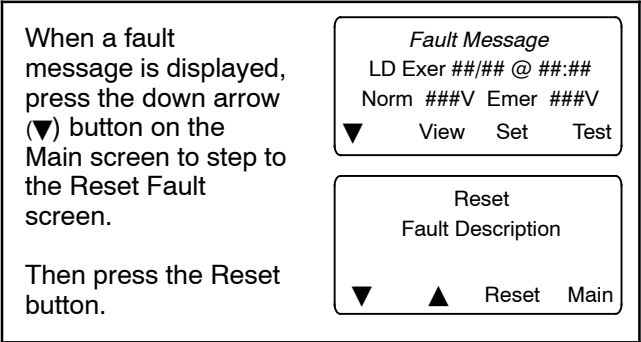 When a fault
message is displayed,
press the down arrow
(▼) button on the
Main screen to step to
the Reset Fault
screen.
Then press the Reset
button.
Fault Message
LD Exer ##/## @ ##:##
Norm ###V Emer ###V
▼ View Set Test
Reset
Fault Description
▼ ▲ Reset Main